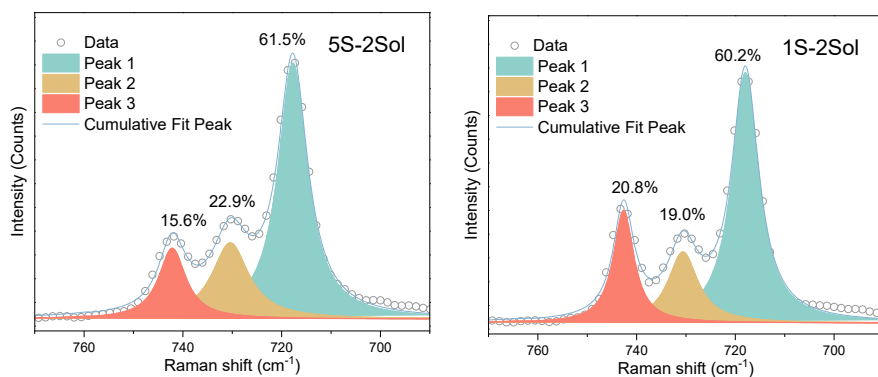 5S-2Sol
Data
Peak 1
Peak 2
Peak 3
Cumulative Fit Peak
61.5%
22.9%
15.6%
Intensity (Counts)
760
740
720
700
Raman shift (cm⁻¹)
1S-2Sol
Data
Peak 1
Peak 2
Peak 3
Cumulative Fit Peak
60.2%
20.8%
19.0%
Intensity (Counts)
760
740
720
700
Raman shift (cm⁻¹)